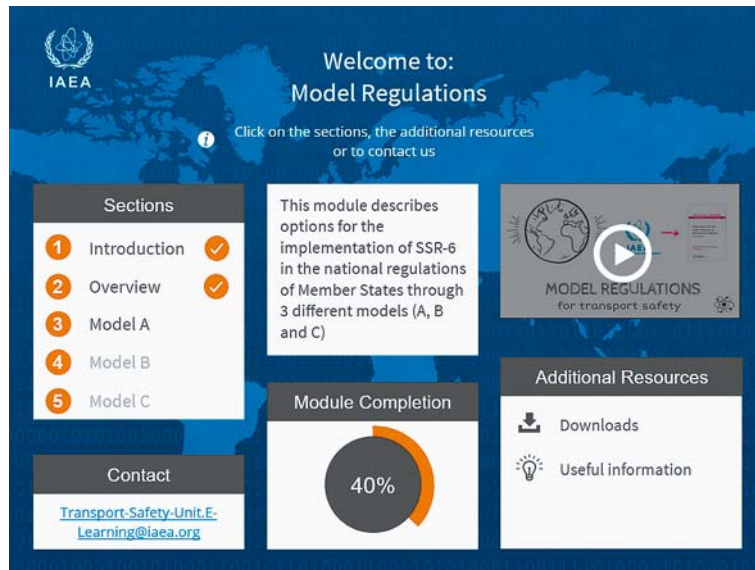 IAEA
Welcome to:
Model Regulations
i
Click on the sections, the additional resources
or to contact us
Sections
1 Introduction
2 Overview
3 Model A
4 Model B
5 Model C
This module describes
options for the
implementation of SSR-6
in the national regulations
of Member States through
3 different models (A, B
and C)
IAEA
MODEL REGULATIONS
for transport safety
Module Completion
40%
Additional Resources
Downloads
Useful information
Contact
Transport-Safety-Unit.E-
Learning@iaea.org